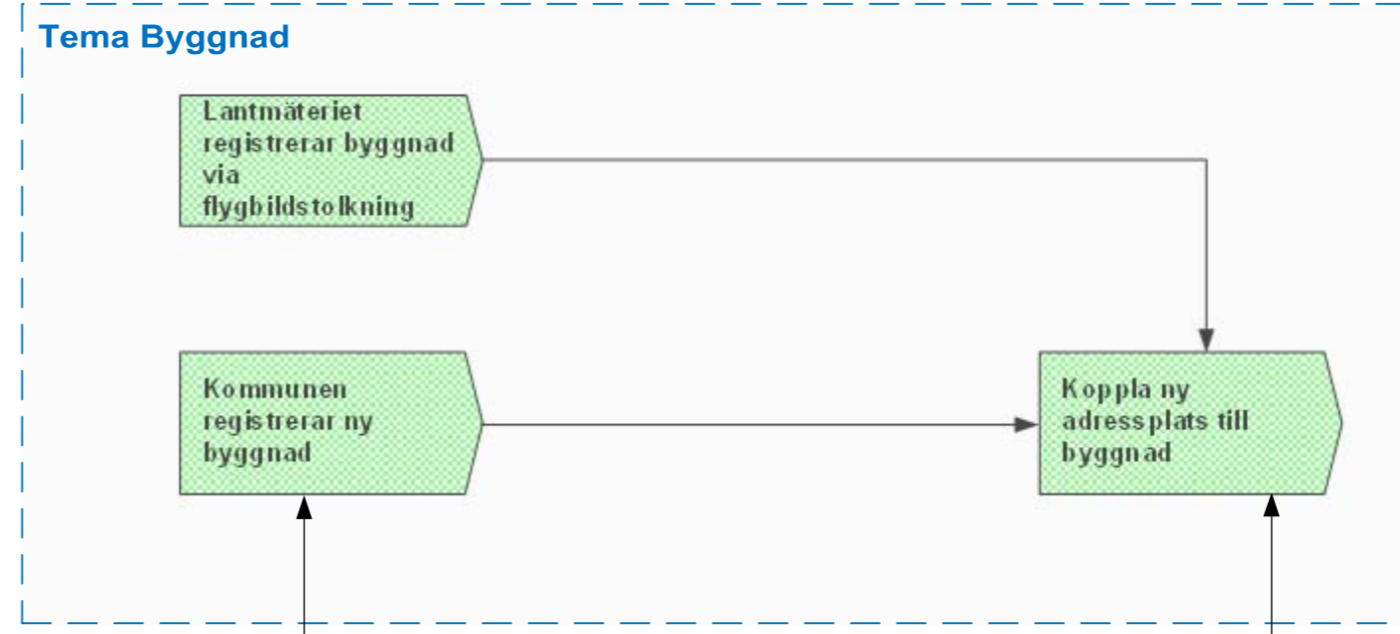 Tema Byggnad
Lantmäteriet
registrerar byggnad
via
flygbildstolkning
Kommunen
registrerar ny
byggnad
Koppla ny
adressplats till
byggnad